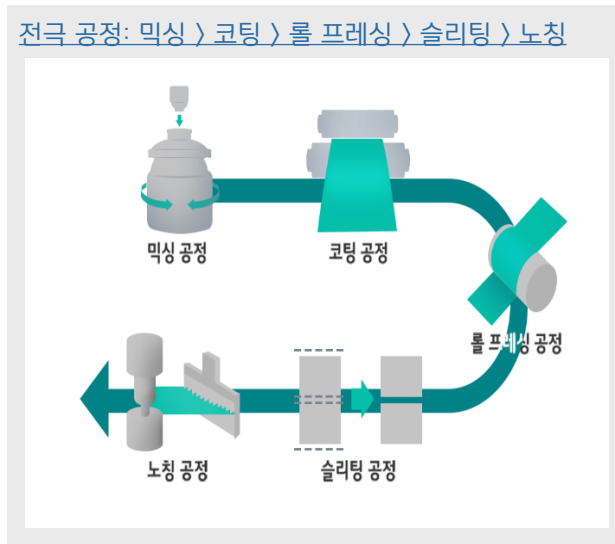 전극 공정: 믹싱 〉 코팅 〉 롤 프레싱 〉 슬리팅 〉 노칭
믹싱 공정
코팅 공정
롤 프레싱 공정
노칭 공정
슬리팅 공정